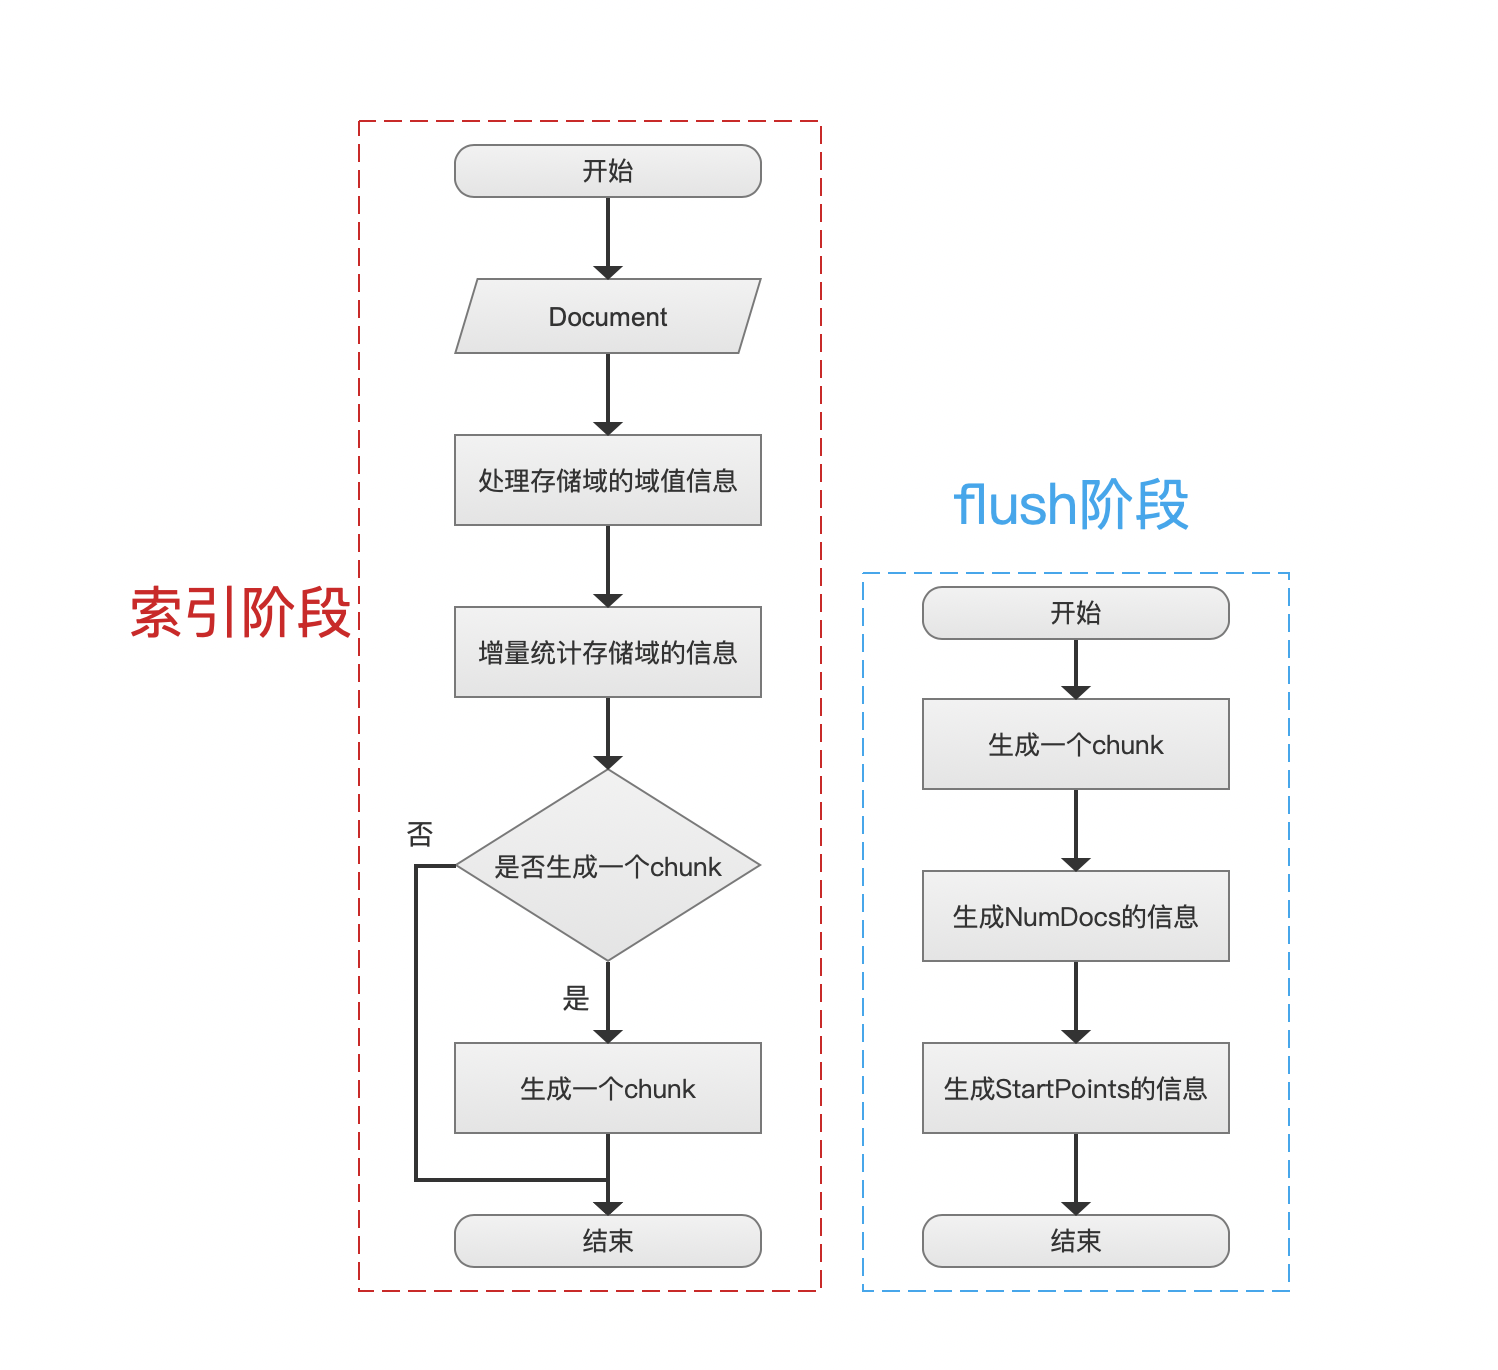 索引阶段
开始
Document
处理存储域的域值信息
增量统计存储域的信息
是否生成一个chunk
否
是
生成一个chunk
结束
flush阶段
开始
生成一个chunk
生成NumDocs的信息
生成StartPoints的信息
结束